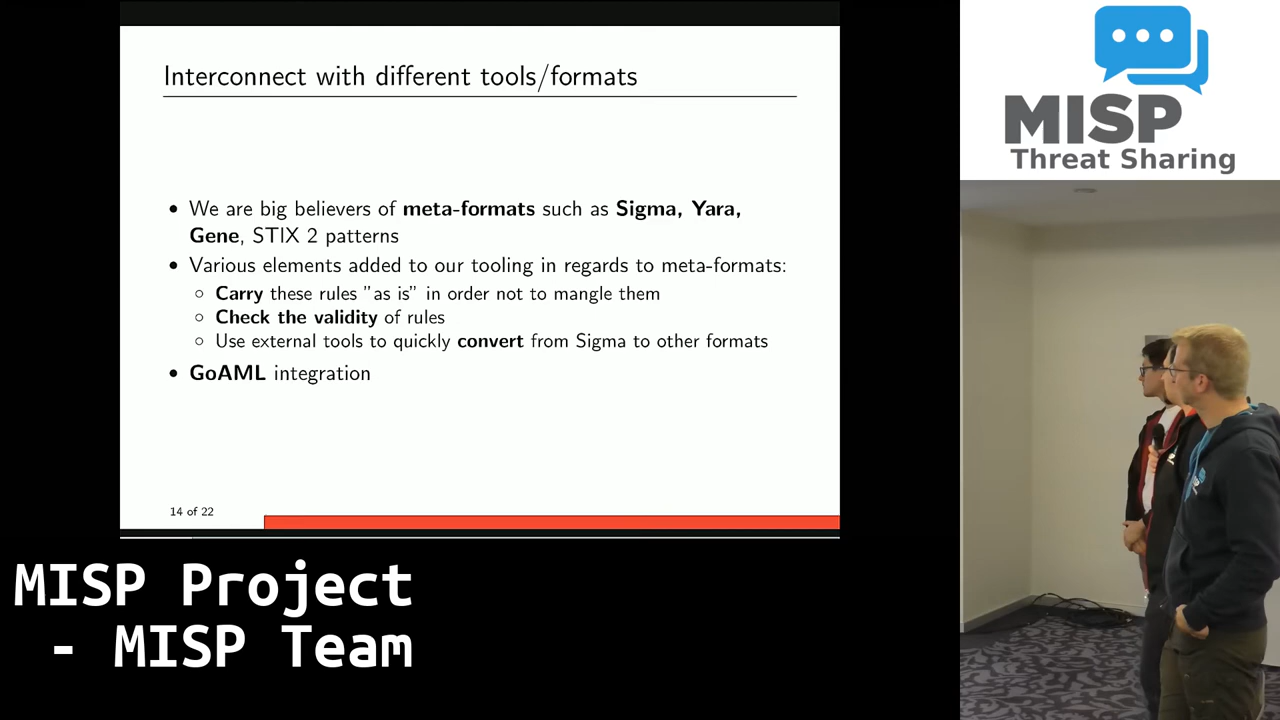 Interconnect with different tools/formats
• We are big believers of meta-formats such as Sigma, Yara,
Gene, STIX 2 patterns
• Various elements added to our tooling in regards to meta-formats:
◦ Carry these rules "as is" in order not to mangle them
◦ Check the validity of rules
◦ Use external tools to quickly convert from Sigma to other formats
• GoAML integration
14 of 22
MISP
Threat Sharing
MISP Project
- MISP Team